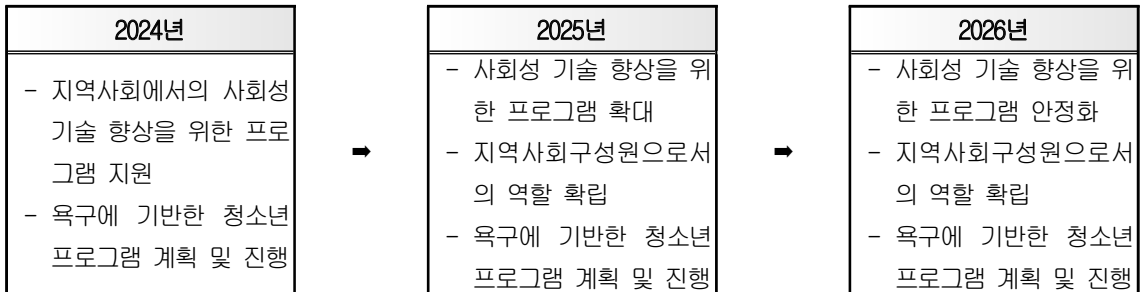 2024년
- 지역사회에서의 사회성
기술 향상을 위한 프로
그램 지원
- 욕구에 기반한 청소년
프로그램 계획 및 진행
➡
2025년
- 사회성 기술 향상을 위
한 프로그램 확대
- 지역사회구성원으로서
의 역할 확립
- 욕구에 기반한 청소년
프로그램 계획 및 진행
➡
2026년
- 사회성 기술 향상을 위
한 프로그램 안정화
- 지역사회구성원으로서
의 역할 확립
- 욕구에 기반한 청소년
프로그램 계획 및 진행